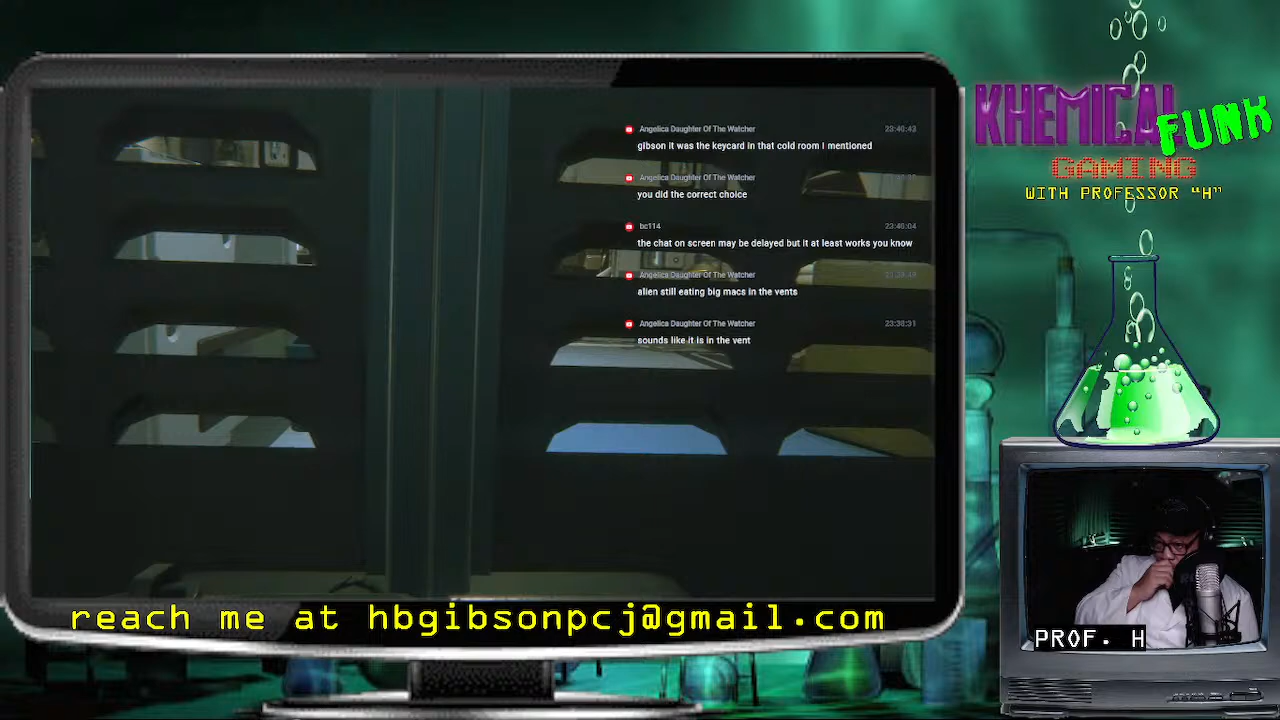 Angelica Daughter Of The Watcher 23:46:43
gibson it was the keycard in that cold room I mentioned
Angelica Daughter Of The Watcher
you did the correct choice
bc114 23:46:04
the chat on screen may be delayed but it at least works you know
Angelica Daughter Of The Watcher
alien still eating big macs in the vents
Angelica Daughter Of The Watcher 23:38:31
sounds like it is in the vent
KHEMICAL
FUNK
GAMING
WITH PROFESSOR “H”
reach me at hbgibsonpcj@gmail.com
PROF. H